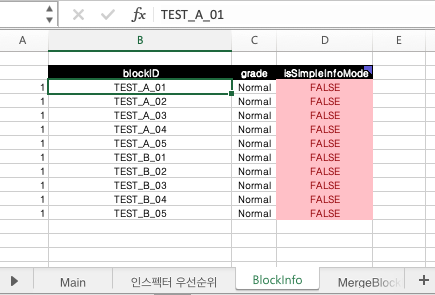 fx TEST_A_01
A B C D E
blockID grade isSimpleInfoMode
1 TEST_A_01 Normal FALSE
1 TEST_A_02 Normal FALSE
1 TEST_A_03 Normal FALSE
1 TEST_A_04 Normal FALSE
1 TEST_A_05 Normal FALSE
1 TEST_B_01 Normal FALSE
1 TEST_B_02 Normal FALSE
1 TEST_B_03 Normal FALSE
1 TEST_B_04 Normal FALSE
1 TEST_B_05 Normal FALSE
Main 인스펙터 우선순위 BlockInfo MergeBlock